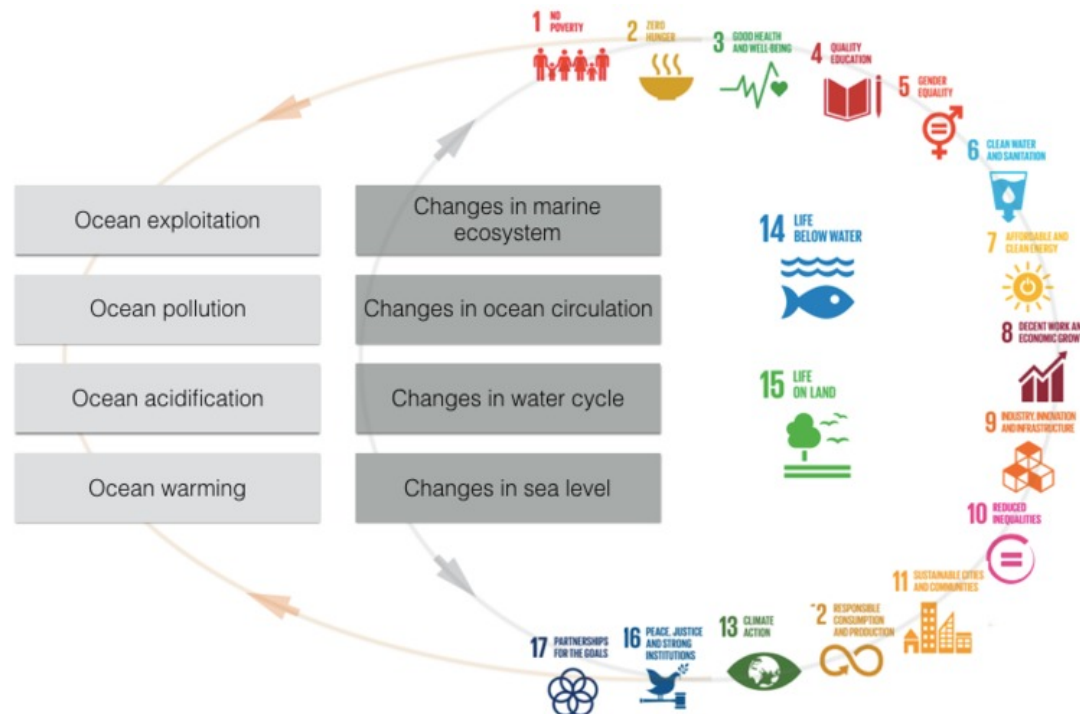 1 NO
POVERTY
2 ZERO
HUNGER
3 GOOD HEALTH
AND WELL-BEING
4 QUALITY
EDUCATION
5 GENDER
EQUALITY
6 CLEAN WATER
AND SANITATION
7 AFFORDABLE AND
CLEAN ENERGY
8 DECENT WORK AN
ECONOMIC GROW
9 INDUSTRY, INNOVATION
AND INFRASTRUCTURE
10 REDUCED
INEQUALITIES
11 SUSTAINABLE CITIES
AND COMMUNITIES
2 RESPONSIBLE
CONSUMPTION
AND PRODUCTION
13 CLIMATE
ACTION
16 PEACE, JUSTICE
AND STRONG
INSTITUTIONS
17 PARTNERSHIPS
FOR THE GOALS
14 LIFE
BELOW WATER
15 LIFE
ON LAND
Ocean exploitation
Ocean pollution
Ocean acidification
Ocean warming
Changes in marine
ecosystem
Changes in ocean circulation
Changes in water cycle
Changes in sea level